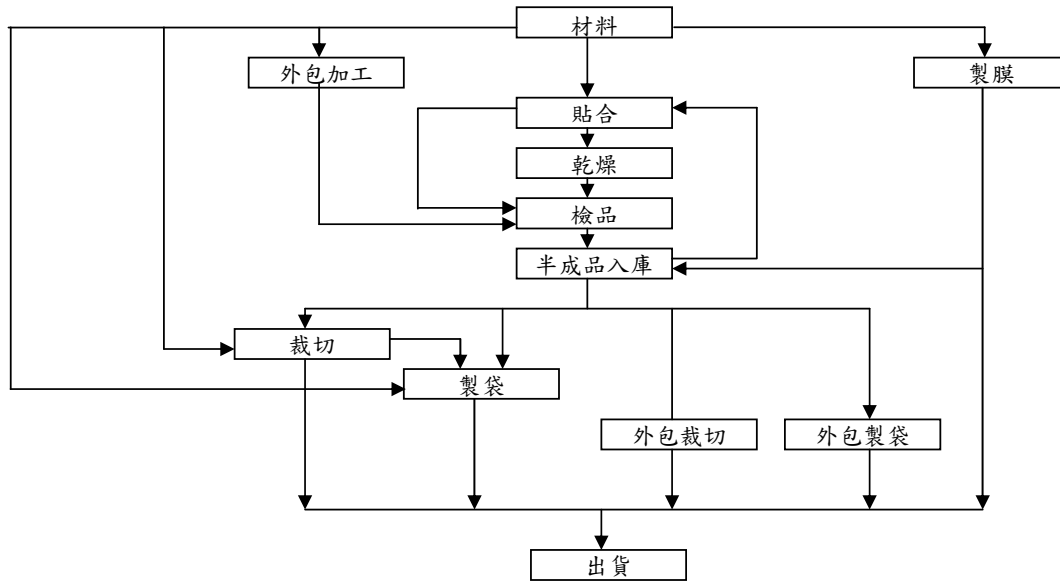 材料
外包加工
製膜
貼合
乾燥
檢品
半成品入庫
裁切
製袋
外包裁切
外包製袋
出貨